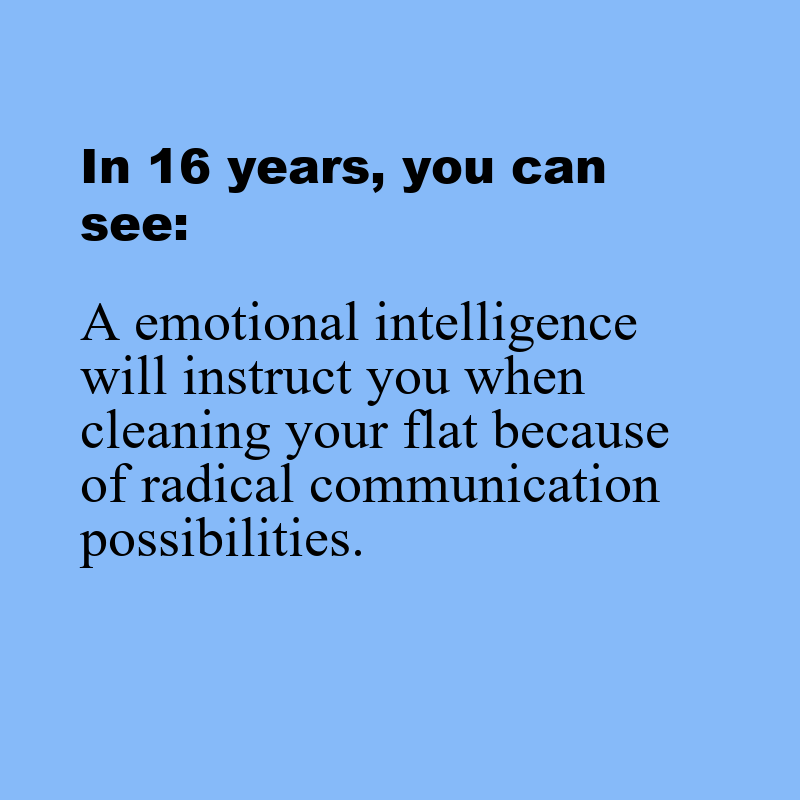 In 16 years, you can
see:
A emotional intelligence
will instruct you when
cleaning your flat because
of radical communication
possibilities.